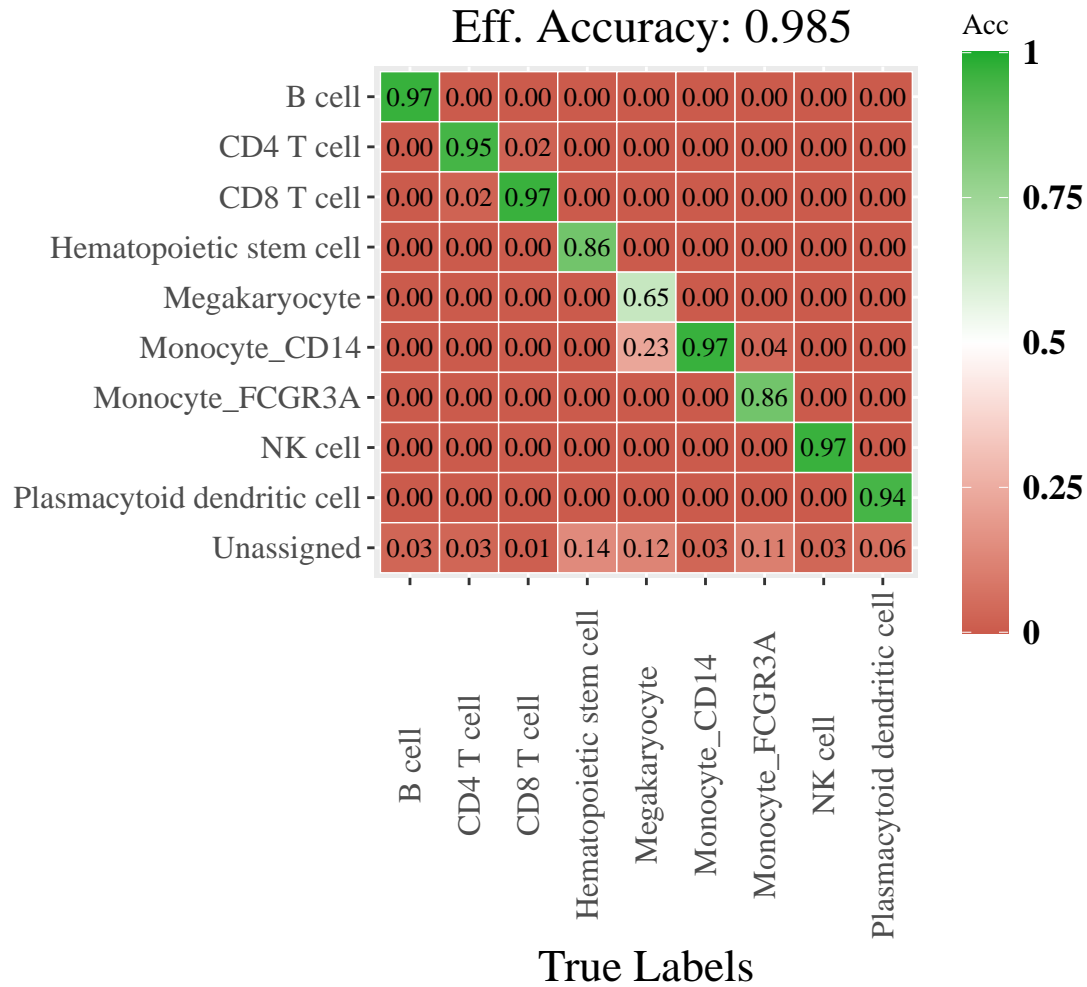 Eff. Accuracy: 0.985
Acc
B cell 0.97 0.00 0.00 0.00 0.00 0.00 0.00 0.00 0.00
CD4 T cell 0.00 0.95 0.02 0.00 0.00 0.00 0.00 0.00 0.00
CD8 T cell 0.00 0.02 0.97 0.00 0.00 0.00 0.00 0.00 0.00
Hematopoietic stem cell 0.00 0.00 0.00 0.86 0.00 0.00 0.00 0.00 0.00
Megakaryocyte 0.00 0.00 0.00 0.00 0.65 0.00 0.00 0.00 0.00
Monocyte_CD14 0.00 0.00 0.00 0.00 0.23 0.97 0.04 0.00 0.00
Monocyte_FCGR3A 0.00 0.00 0.00 0.00 0.00 0.00 0.86 0.00 0.00
NK cell 0.00 0.00 0.00 0.00 0.00 0.00 0.00 0.97 0.00
Plasmacytoid dendritic cell 0.00 0.00 0.00 0.00 0.00 0.00 0.00 0.00 0.94
Unassigned 0.03 0.03 0.01 0.14 0.12 0.03 0.11 0.03 0.06
1
0.75
0.5
0.25
0
B cell
CD4 T cell
CD8 T cell
Hematopoietic stem cell
Megakaryocyte
Monocyte_CD14
Monocyte_FCGR3A
NK cell
Plasmacytoid dendritic cell
True Labels